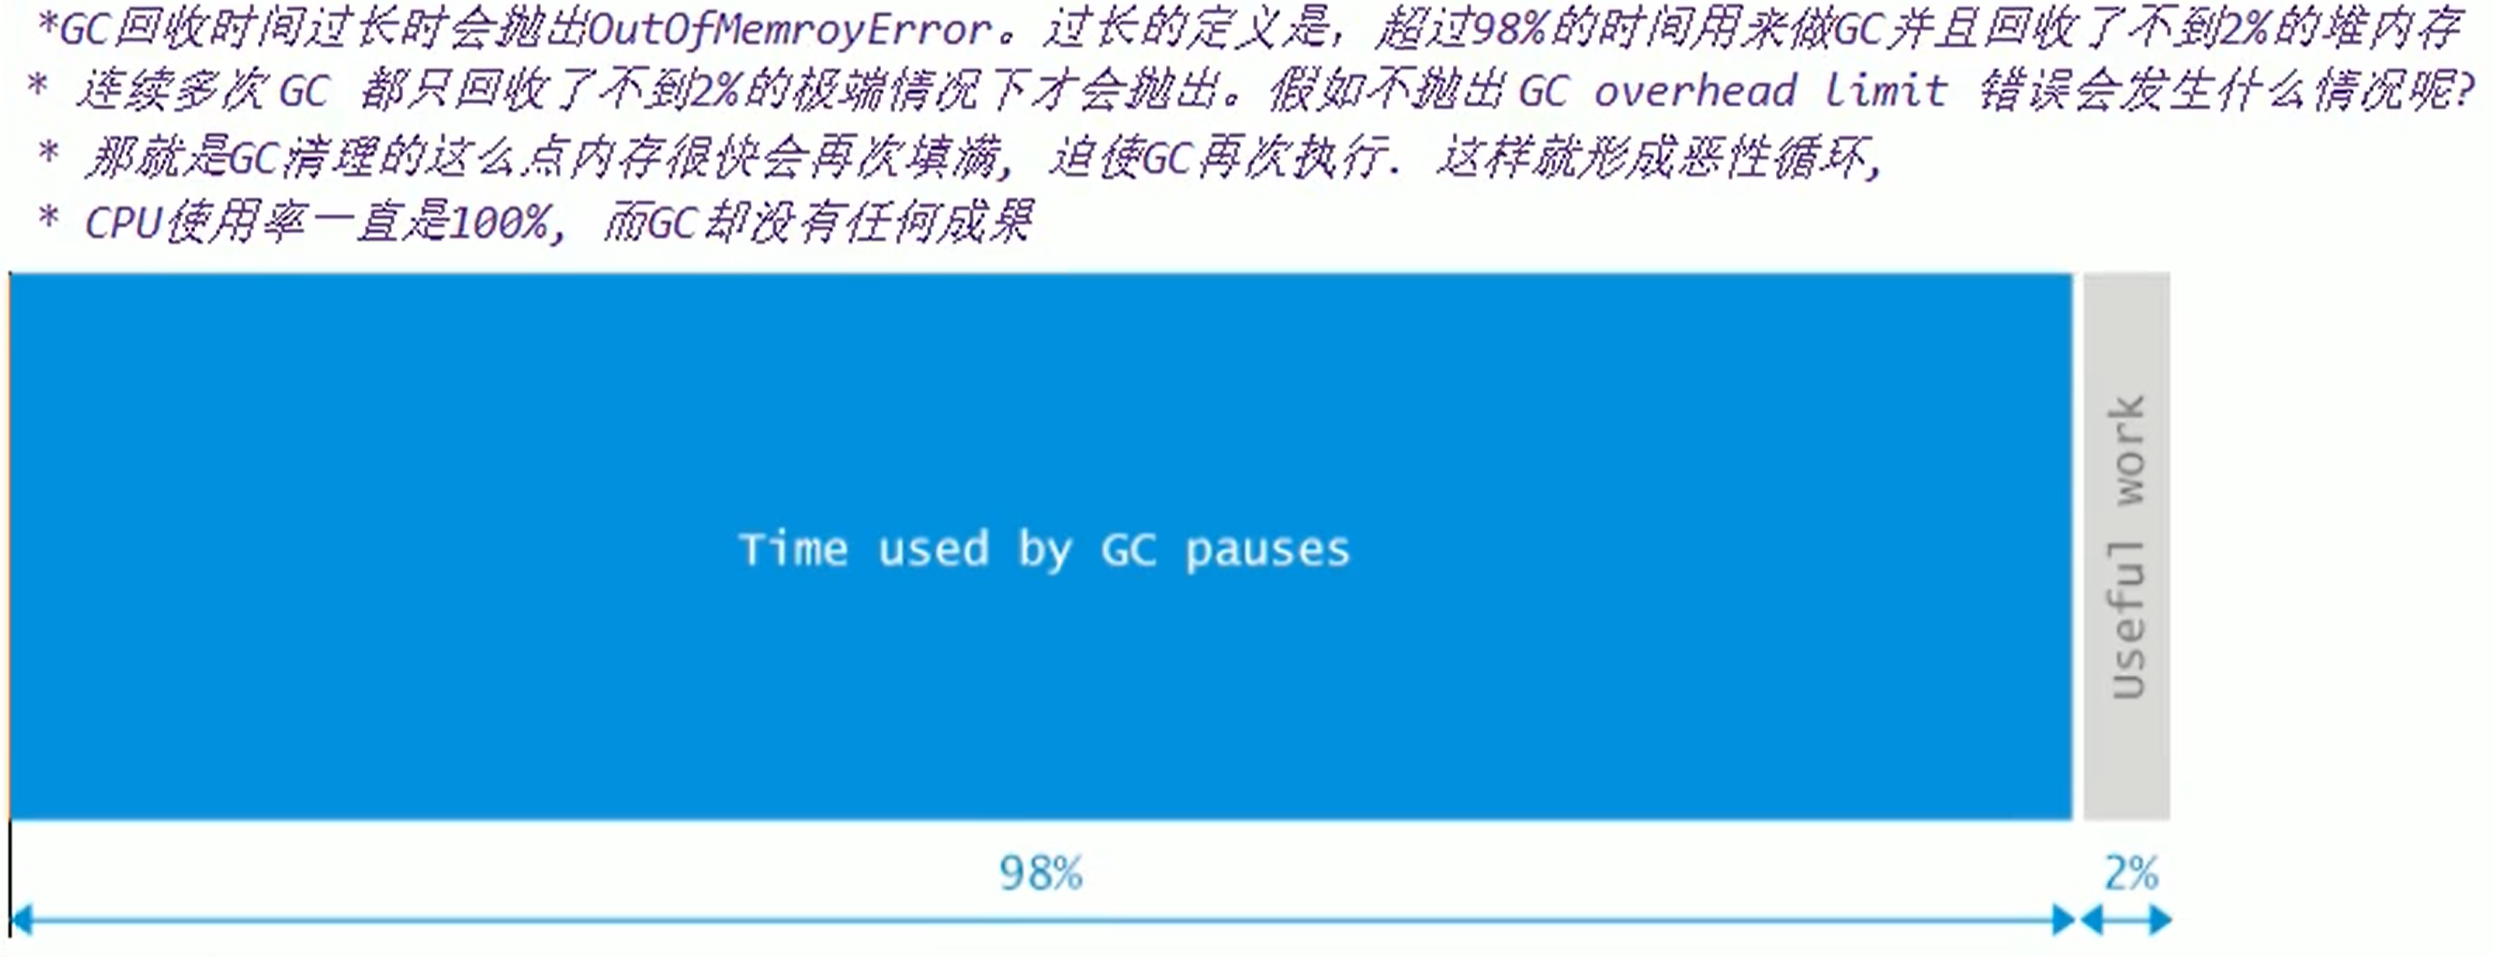 *GC回收时间过长时会抛出OutOfMemroyError。过长的定义是，超过98%的时间用来做GC并且回收了不到2%的堆内存
* 连续多次 GC 都只回收了不到2%的极端情况下才会抛出。假如不抛出 GC overhead limit 错误会发生什么情况呢?
* 那就是GC清理的这么点内存很快会再次填满, 迫使GC再次执行. 这样就形成恶性循环,
* CPU使用率一直是100%, 而GC却没有任何成果
Time used by GC pauses
Useful work
98%
2%